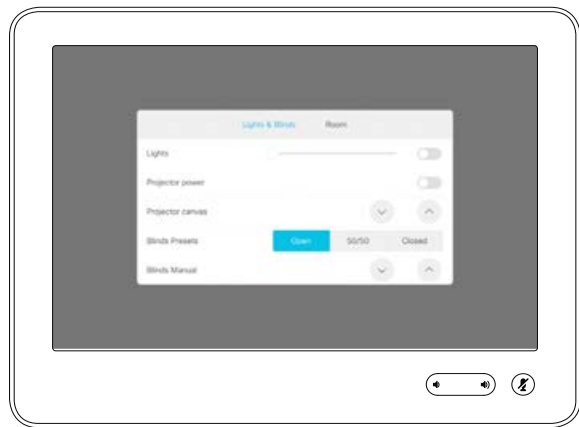 Lights & Blinds Room
Lights
Projector power
Projector canvas
Blinds Presets Open 50/50 Closed
Blinds Manual